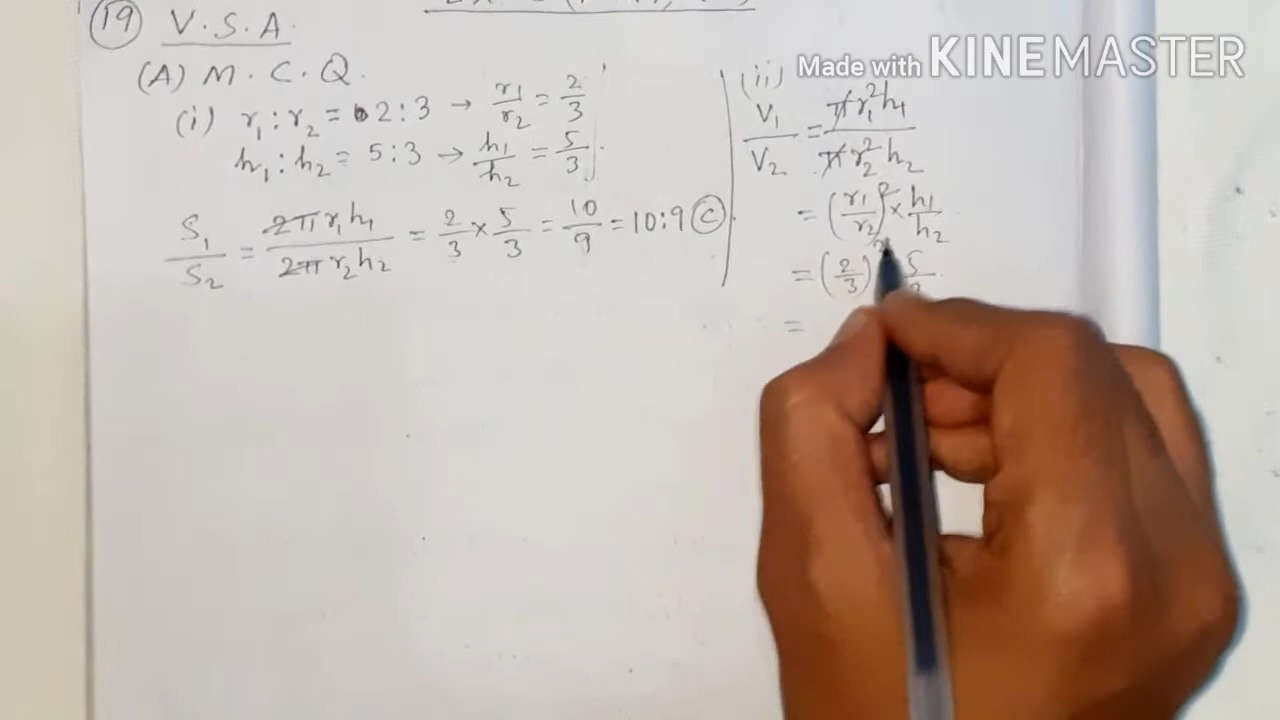 (19) V.S.A.
(A) M.C.Q.
(i) r₁ : r₂ = 2:3 → r₁/r₂ = 2/3
h₁ : h₂ = 5:3 → h₁/h₂ = 5/3
S₁/S₂ = 2πr₁h₁/2πr₂h₂ = 2/3 × 5/3 = 10/9 = 10:9 (C)
Made with KINEMASTER
(ii)
V₁/V₂ = πr₁²h₁/πr₂²h₂
= (r₁/r₂)² × h₁/h₂
= (2/3) 5
=